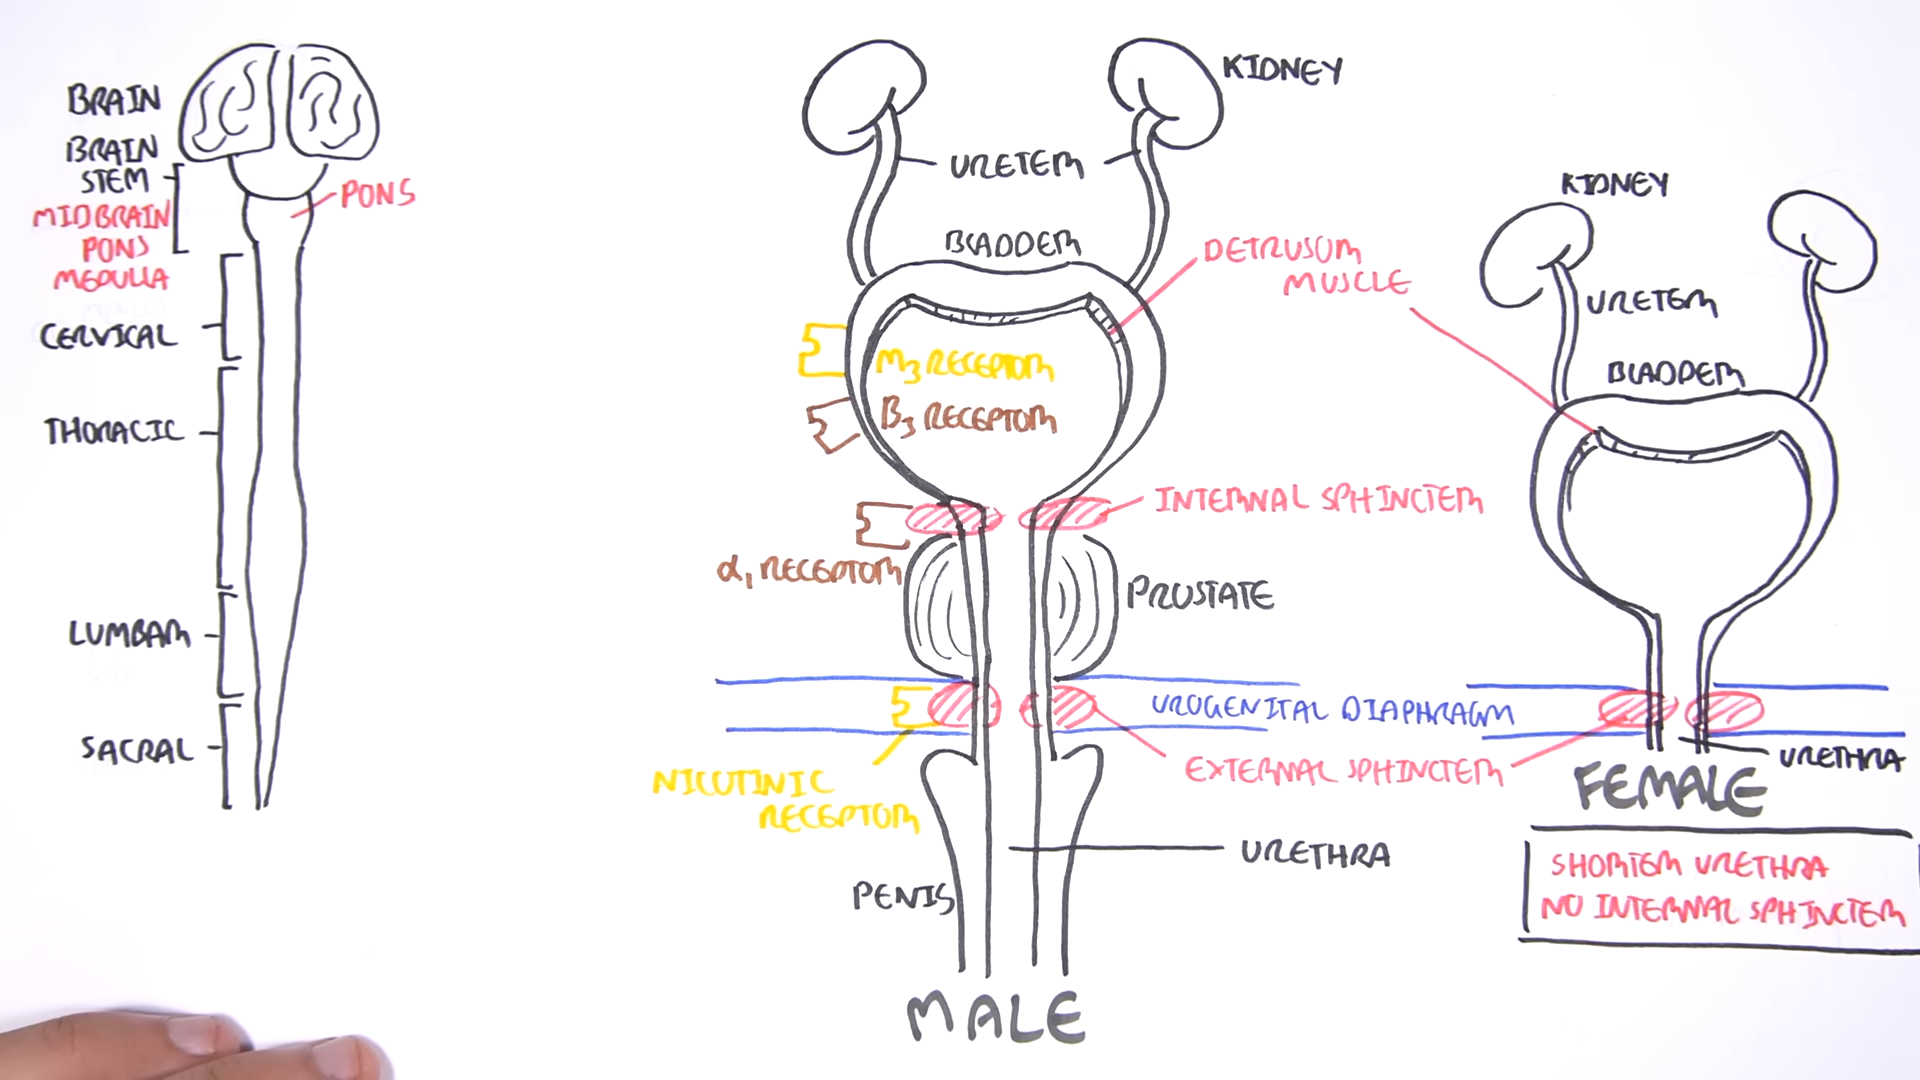 BRAIN
BRAIN
STEM
MIDBRAIN
PONS
MEDULLA
PONS
CERVICAL
THORACIC
LUMBAR
SACRAL
KIDNEY
URETER
BLADDER
DETRUSOR
MUSCLE
M3 RECEPTOR
B3 RECEPTOR
INTERNAL SPHINCTER
α1 RECEPTOR
PROSTATE
UROGENITAL DIAPHRAGM
EXTERNAL SPHINCTER
NICOTINIC
RECEPTOR
URETHRA
PENIS
MALE
KIDNEY
URETER
BLADDER
URETHRA
FEMALE
SHORTER URETHRA
NO INTERNAL SPHINCTER